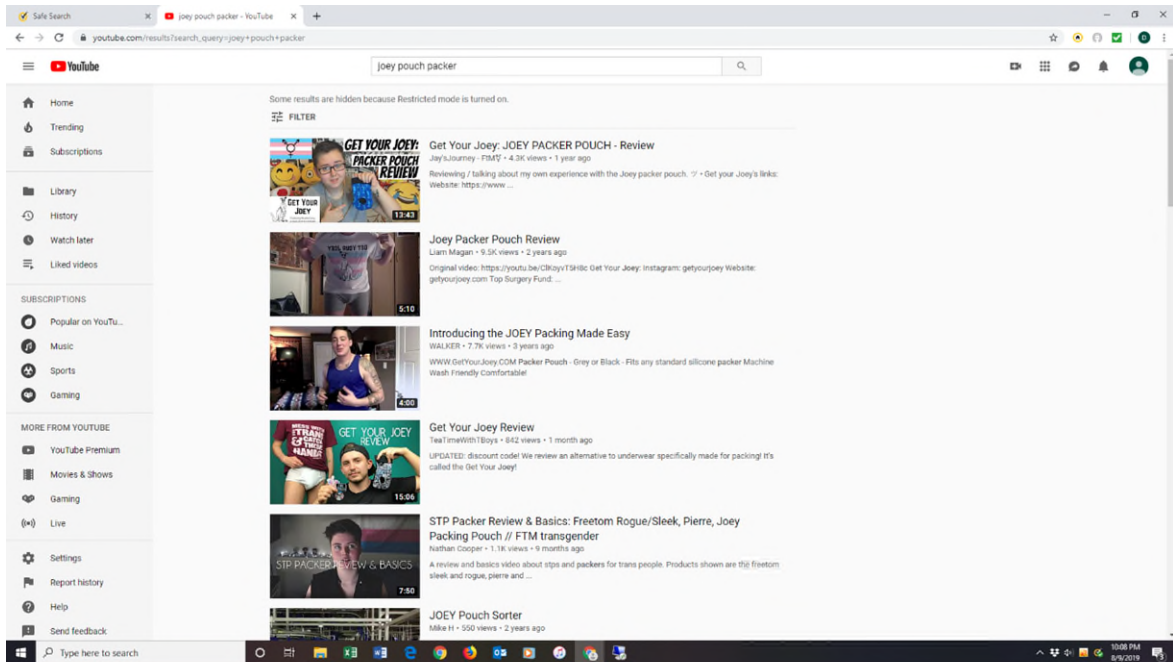 Safe Search
joey pouch packer - YouTube
youtube.com/results?search_query=joey+pouch+packer
YouTube
joey pouch packer
Home
Trending
Subscriptions
Library
History
Watch later
Liked videos
SUBSCRIPTIONS
Popular on YouTu...
Music
Sports
Gaming
MORE FROM YOUTUBE
YouTube Premium
Movies & Shows
Gaming
Live
Settings
Report history
Help
Send feedback
Some results are hidden because Restricted mode is turned on.
FILTER
GET YOUR JOEY:
PACKER POUCH
REVIEW
GET YOUR
JOEY
13:43
Get Your Joey: JOEY PACKER POUCH - Review
Jay'sJourney - FtM • 4.3K views • 1 year ago
Reviewing / talking about my own experience with the Joey packer pouch. ツ • Get your Joey's links:
Website: https://www ...
5:10
Joey Packer Pouch Review
Liam Magan • 9.5K views • 2 years ago
Original video: https://youtu.be/ClKoyvT5H8c Get Your Joey: Instagram: getyourjoey Website:
getyourjoey.com Top Surgery Fund: ...
4:00
Introducing the JOEY Packing Made Easy
WALKER • 7.7K views • 3 years ago
WWW.GetYourJoey.COM Packer Pouch - Grey or Black - Fits any standard silicone packer Machine
Wash Friendly Comfortable!
GET YOUR JOEY
REVIEW
15:06
Get Your Joey Review
TeaTimeWithTBoys • 842 views • 1 month ago
UPDATED: discount code! We review an alternative to underwear specifically made for packing! It's
called the Get Your Joey!
STP PACKER REVIEW & BASICS
7:50
STP Packer Review & Basics: Freetom Rogue/Sleek, Pierre, Joey
Packing Pouch // FTM transgender
Nathan Cooper • 1.1K views • 9 months ago
A review and basics video about stps and packers for trans people. Products shown are the freetom
sleek and rogue, pierre and ...
JOEY Pouch Sorter
Mike H • 550 views • 2 years ago
Type here to search
10:08 PM
8/9/2019